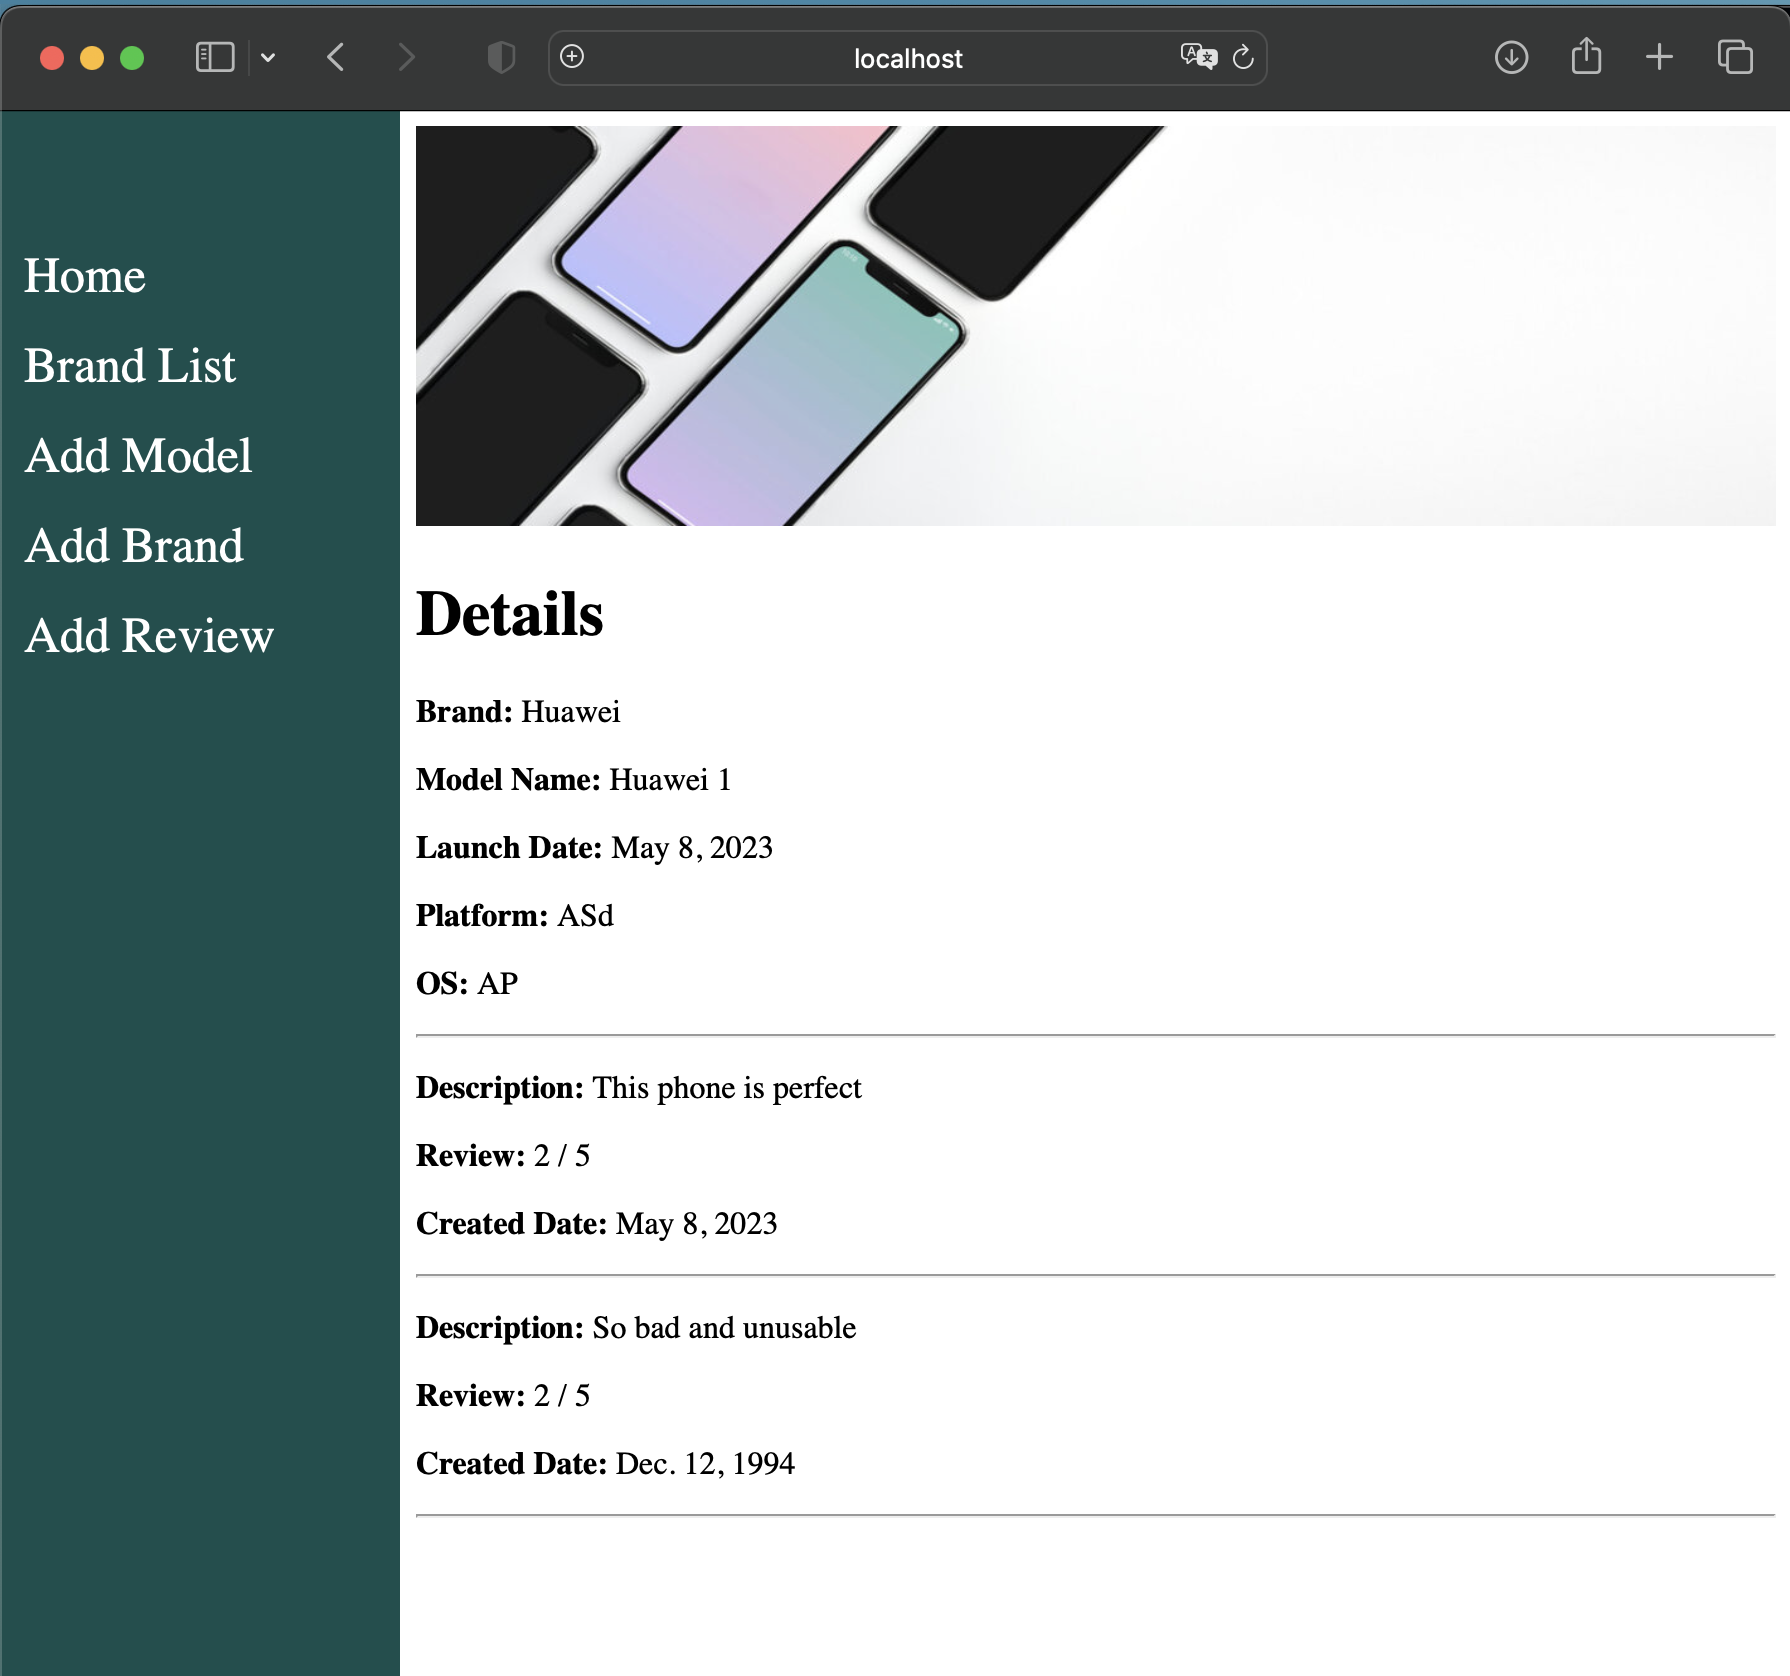 localhost
Home
Brand List
Add Model
Add Brand
Add Review
Details
Brand: Huawei
Model Name: Huawei 1
Launch Date: May 8, 2023
Platform: ASd
OS: AP
Description: This phone is perfect
Review: 2 / 5
Created Date: May 8, 2023
Description: So bad and unusable
Review: 2 / 5
Created Date: Dec. 12, 1994